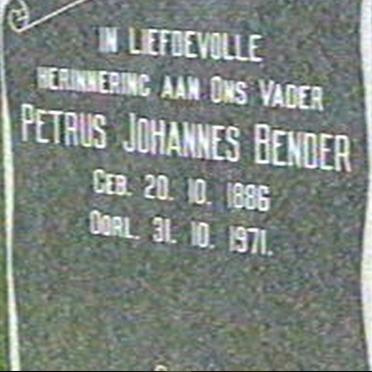 IN LIEFDEVOLLE
HERINNERING AAN ONS VADER
PETRUS JOHANNES BENDER
GEB. 20. 10. 1886
OORL. 31. 10. 1971.